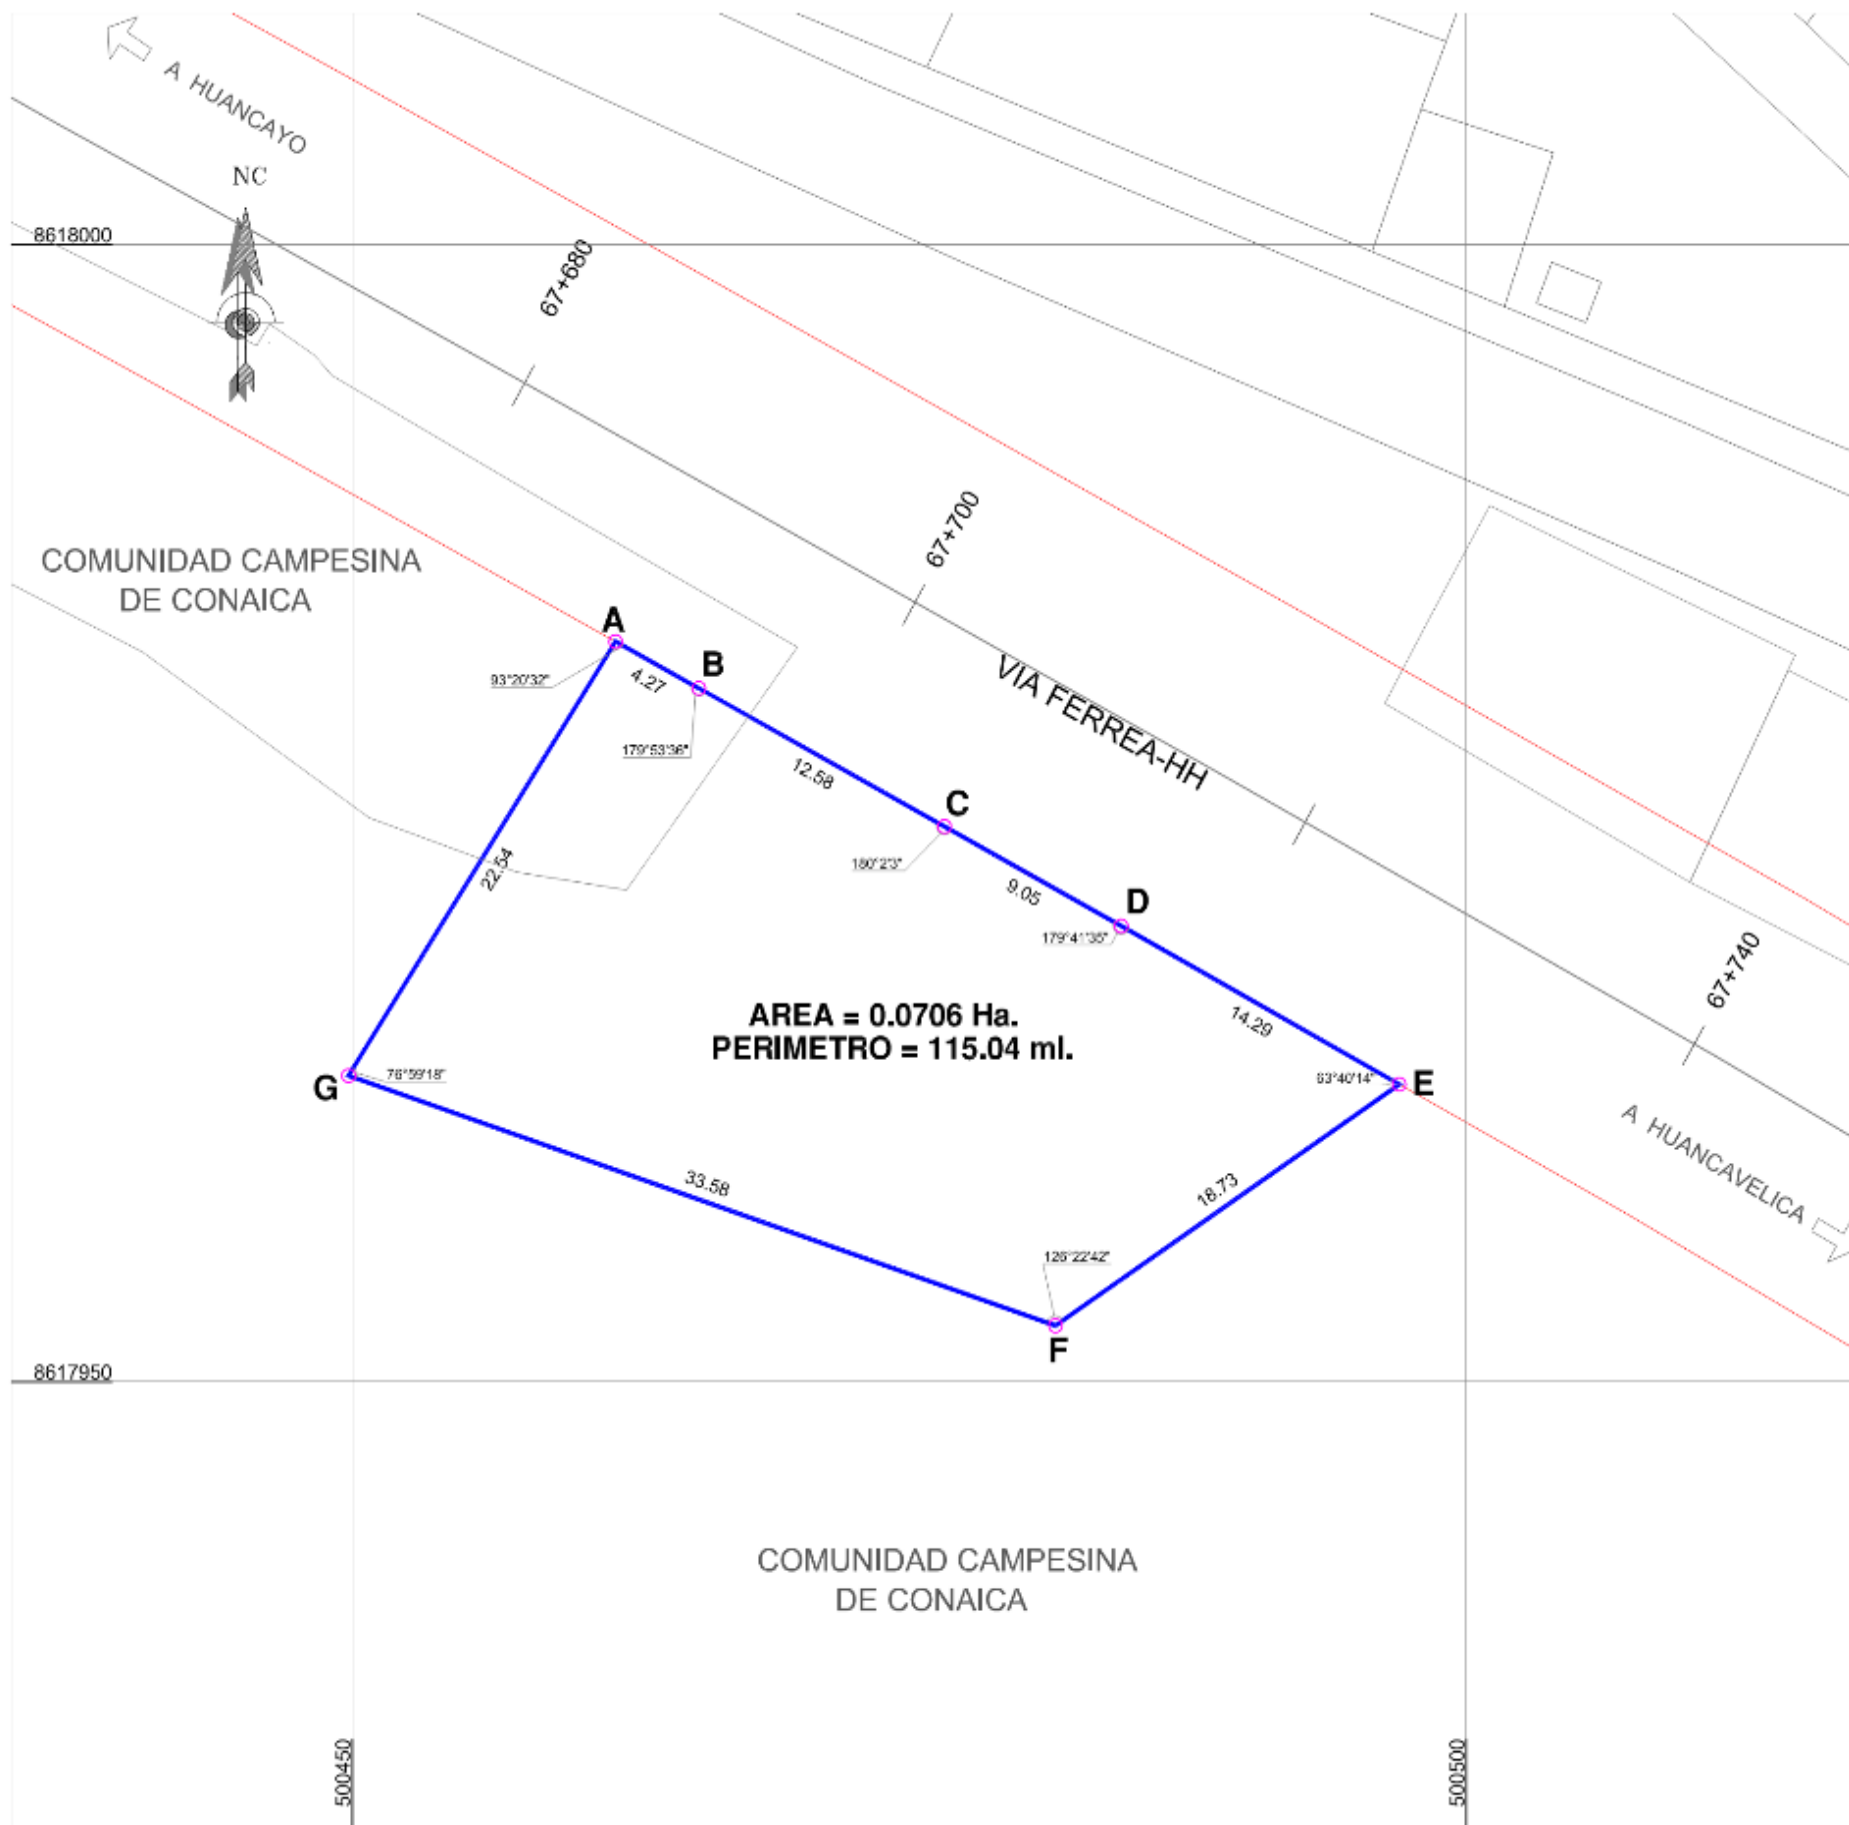 A HUANCAYO
NC
8618000
67+680
67+700
COMUNIDAD CAMPESINA
DE CONAICA
A
B
93°20'32"
4.27
VIA FERREA-HH
179°53'36"
12.58
C
180°2'3"
22.54
9.05
D
179°41'35"
67+740
AREA = 0.0706 Ha.
PERIMETRO = 115.04 ml.
14.29
G
76°59'18"
63°40'14"
E
A HUANCAVELICA
33.58
18.73
126°22'42"
F
8617950
COMUNIDAD CAMPESINA
DE CONAICA
500450
500500